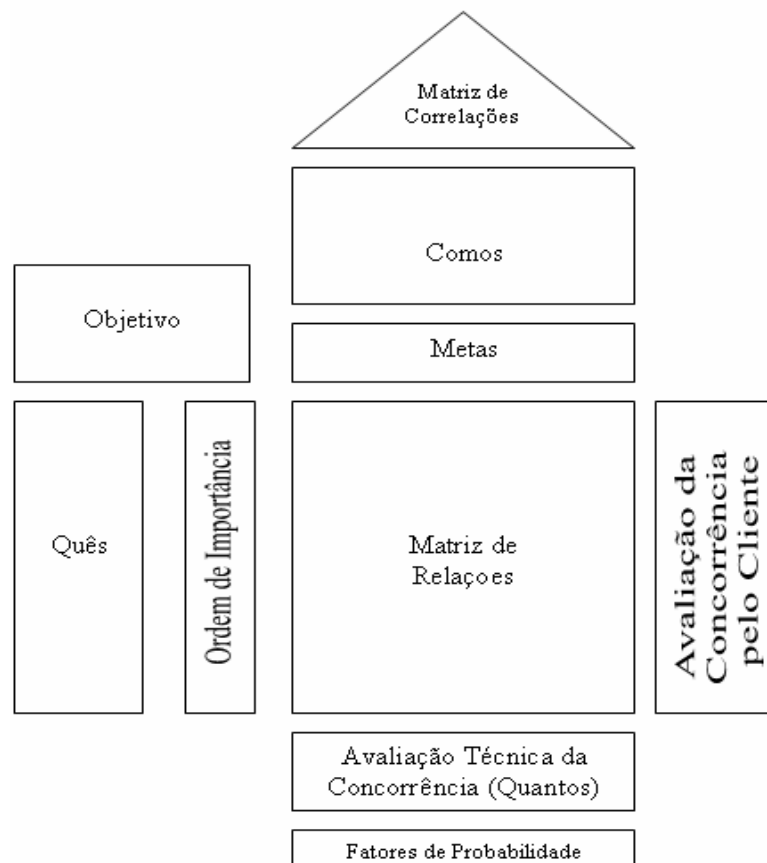 Matriz de
Correlações
Comos
Objetivo
Metas
Quês
Ordem de Importância
Matriz de
Relaçoes
Avaliação da
Concorrência
pelo Cliente
Avaliação Técnica da
Concorrência (Quantos)
Fatores de Probabilidade